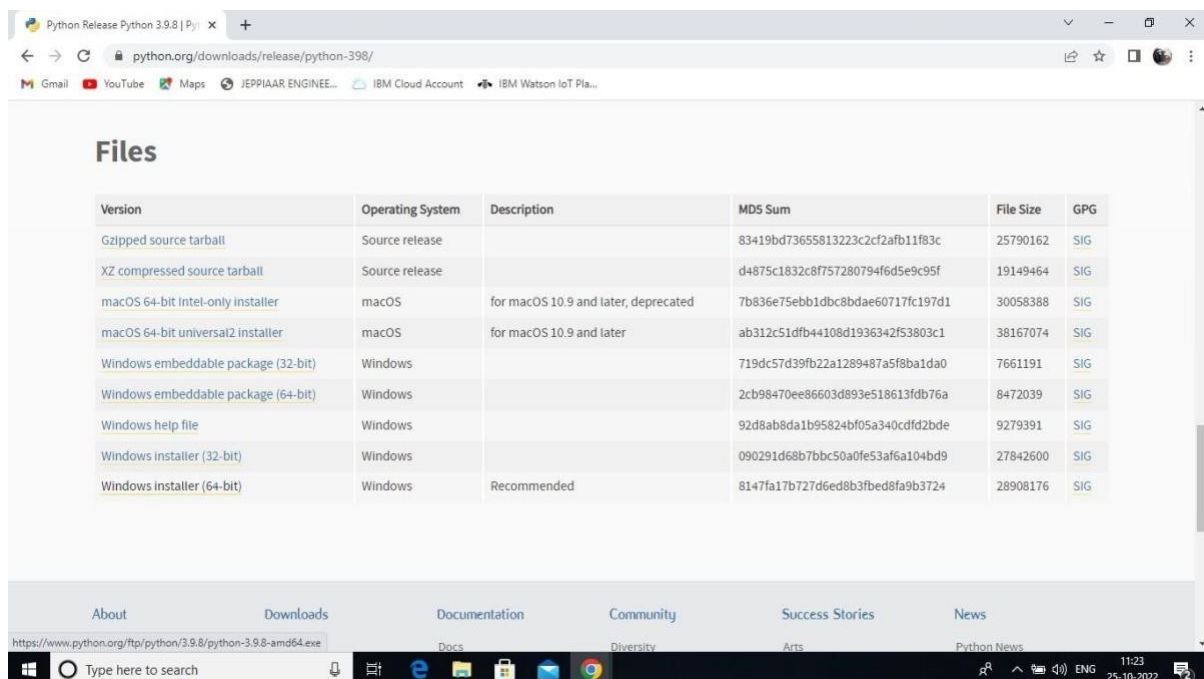 Python Release Python 3.9.8 | Py
python.org/downloads/release/python-398/
Gmail YouTube Maps JEPPIAAR ENGINEE... IBM Cloud Account IBM Watson IoT Pla...
Files
Version Operating System Description MD5 Sum File Size GPG
Gzipped source tarball Source release 83419bd73655813223c2cf2afb11f83c 25790162 SIG
XZ compressed source tarball Source release d4875c1832c8f757280794f6d5e9c95f 19149464 SIG
macOS 64-bit Intel-only installer macOS for macOS 10.9 and later, deprecated 7b836e75ebb1dbc8bdae60717fc197d1 30058388 SIG
macOS 64-bit universal2 installer macOS for macOS 10.9 and later ab312c51dfb44108d1936342f53803c1 38167074 SIG
Windows embeddable package (32-bit) Windows 719dc57d39fb22a1289487a5f8ba1da0 7661191 SIG
Windows embeddable package (64-bit) Windows 2cb98470ee86603d893e518613fdb76a 8472039 SIG
Windows help file Windows 92d8ab8da1b95824bf05a340cdfd2bde 9279391 SIG
Windows installer (32-bit) Windows 090291d68b7bbc50a0fe53af6a104bd9 27842600 SIG
Windows installer (64-bit) Windows Recommended 8147fa17b727d6ed8b3fbed8fa9b3724 28908176 SIG
About Downloads Documentation Community Success Stories News
https://www.python.org/ftp/python/3.9.8/python-3.9.8-amd64.exe Docs Diversity Arts Python News
Type here to search ENG 11:23
25-10-2022